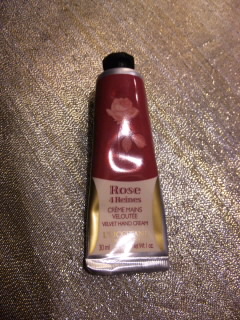 Rose
4 Reines
CRÈME MAINS
VELOUTÉE
VELVET HAND CREAM